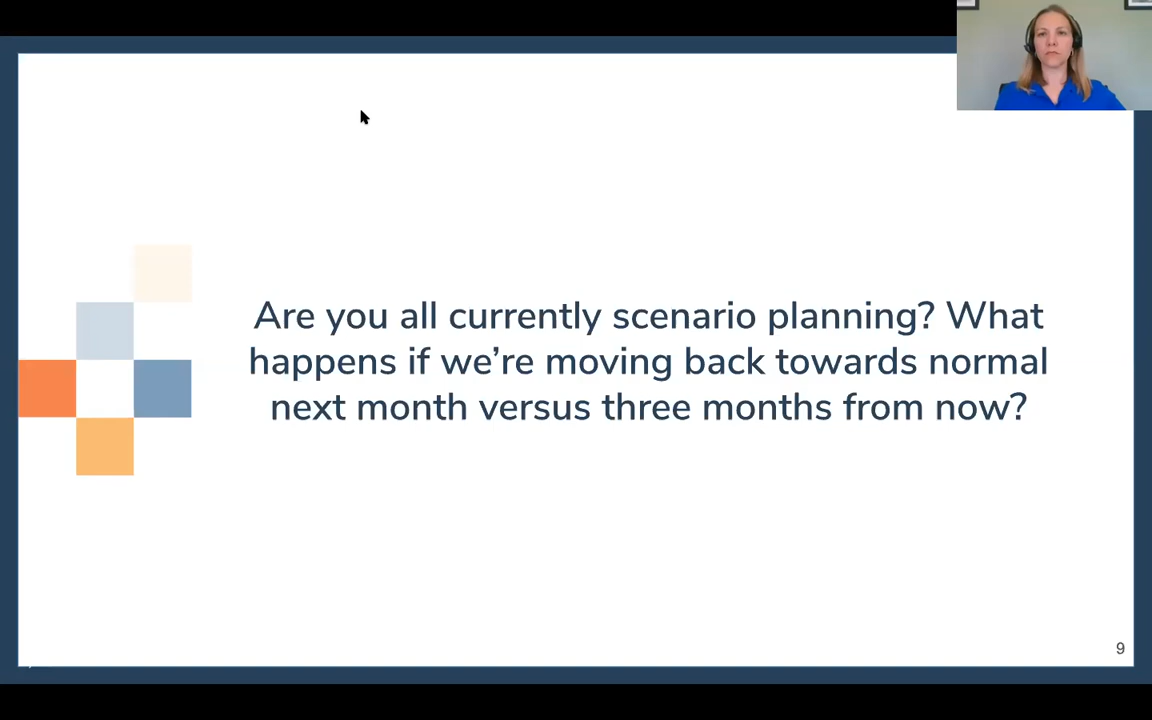 Are you all currently scenario planning? What
happens if we’re moving back towards normal
next month versus three months from now?
9